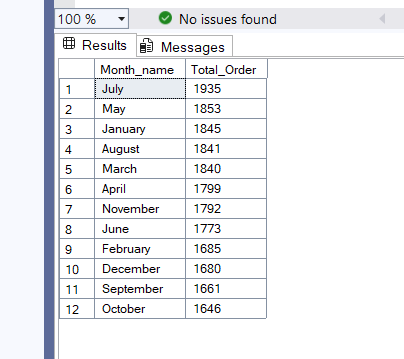 100 % No issues found
Results Messages
Month_name Total_Order
1 July 1935
2 May 1853
3 January 1845
4 August 1841
5 March 1840
6 April 1799
7 November 1792
8 June 1773
9 February 1685
10 December 1680
11 September 1661
12 October 1646